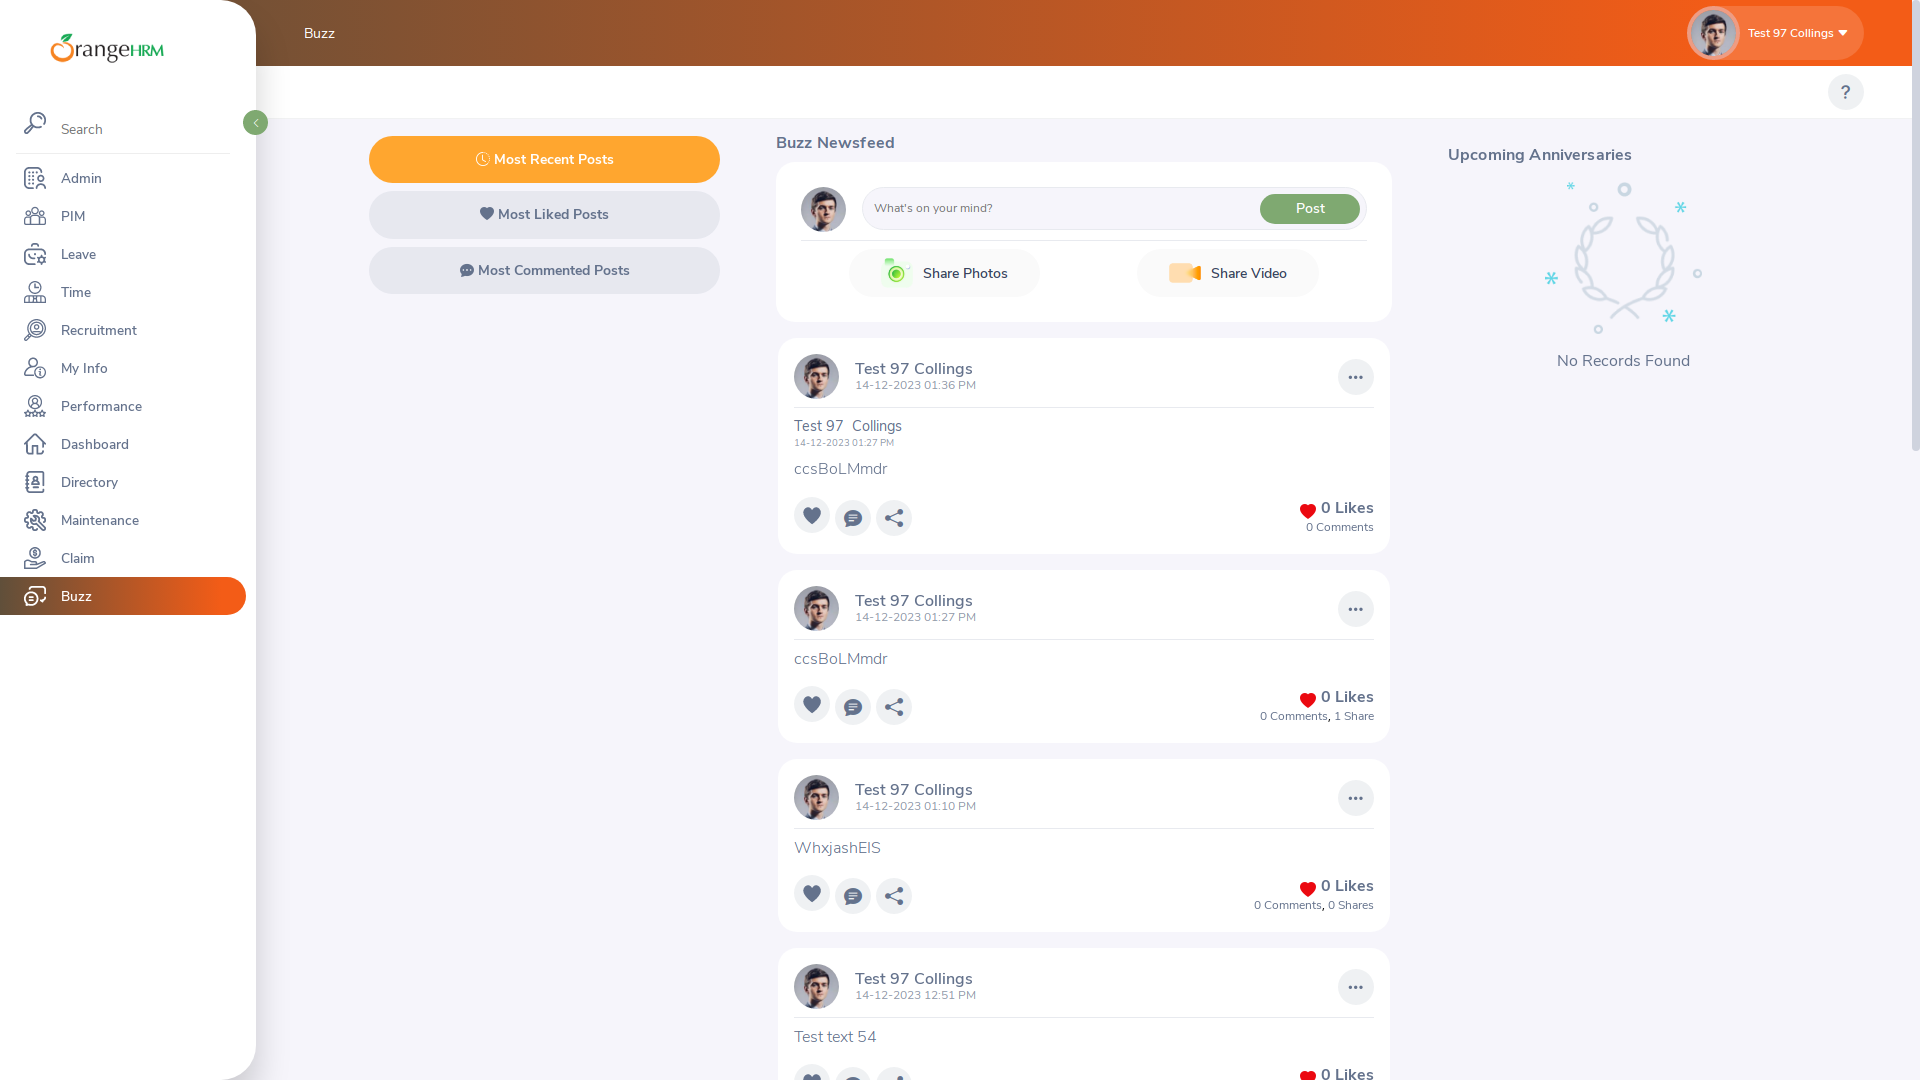 OrangeHRM
Search
Admin
PIM
Leave
Time
Recruitment
My Info
Performance
Dashboard
Directory
Maintenance
Claim
Buzz
Buzz
Test 97 Collings
?
Most Recent Posts
Most Liked Posts
Most Commented Posts
Buzz Newsfeed
What's on your mind?
Post
Share Photos
Share Video
Test 97 Collings
14-12-2023 01:36 PM
Test 97  Collings
14-12-2023 01:27 PM
ccsBoLMmdr
0 Likes
0 Comments
Test 97 Collings
14-12-2023 01:27 PM
ccsBoLMmdr
0 Likes
0 Comments, 1 Share
Test 97 Collings
14-12-2023 01:10 PM
WhxjashEIS
0 Likes
0 Comments, 0 Shares
Test 97 Collings
14-12-2023 12:51 PM
Test text 54
0 Likes
Upcoming Anniversaries
No Records Found